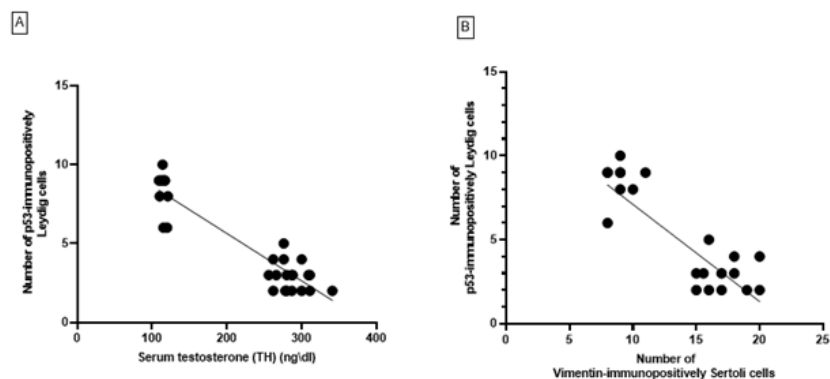 A
Number of p53-immunopositively
Leydig cells
15
10
5
0
0
100
200
300
400
Serum testosterone (TH) (ng\dl)
B
Number of
p53-immunopositively Leydig cells
15
10
5
0
0
5
10
15
20
25
Number of
Vimentin-immunopositively Sertoli cells